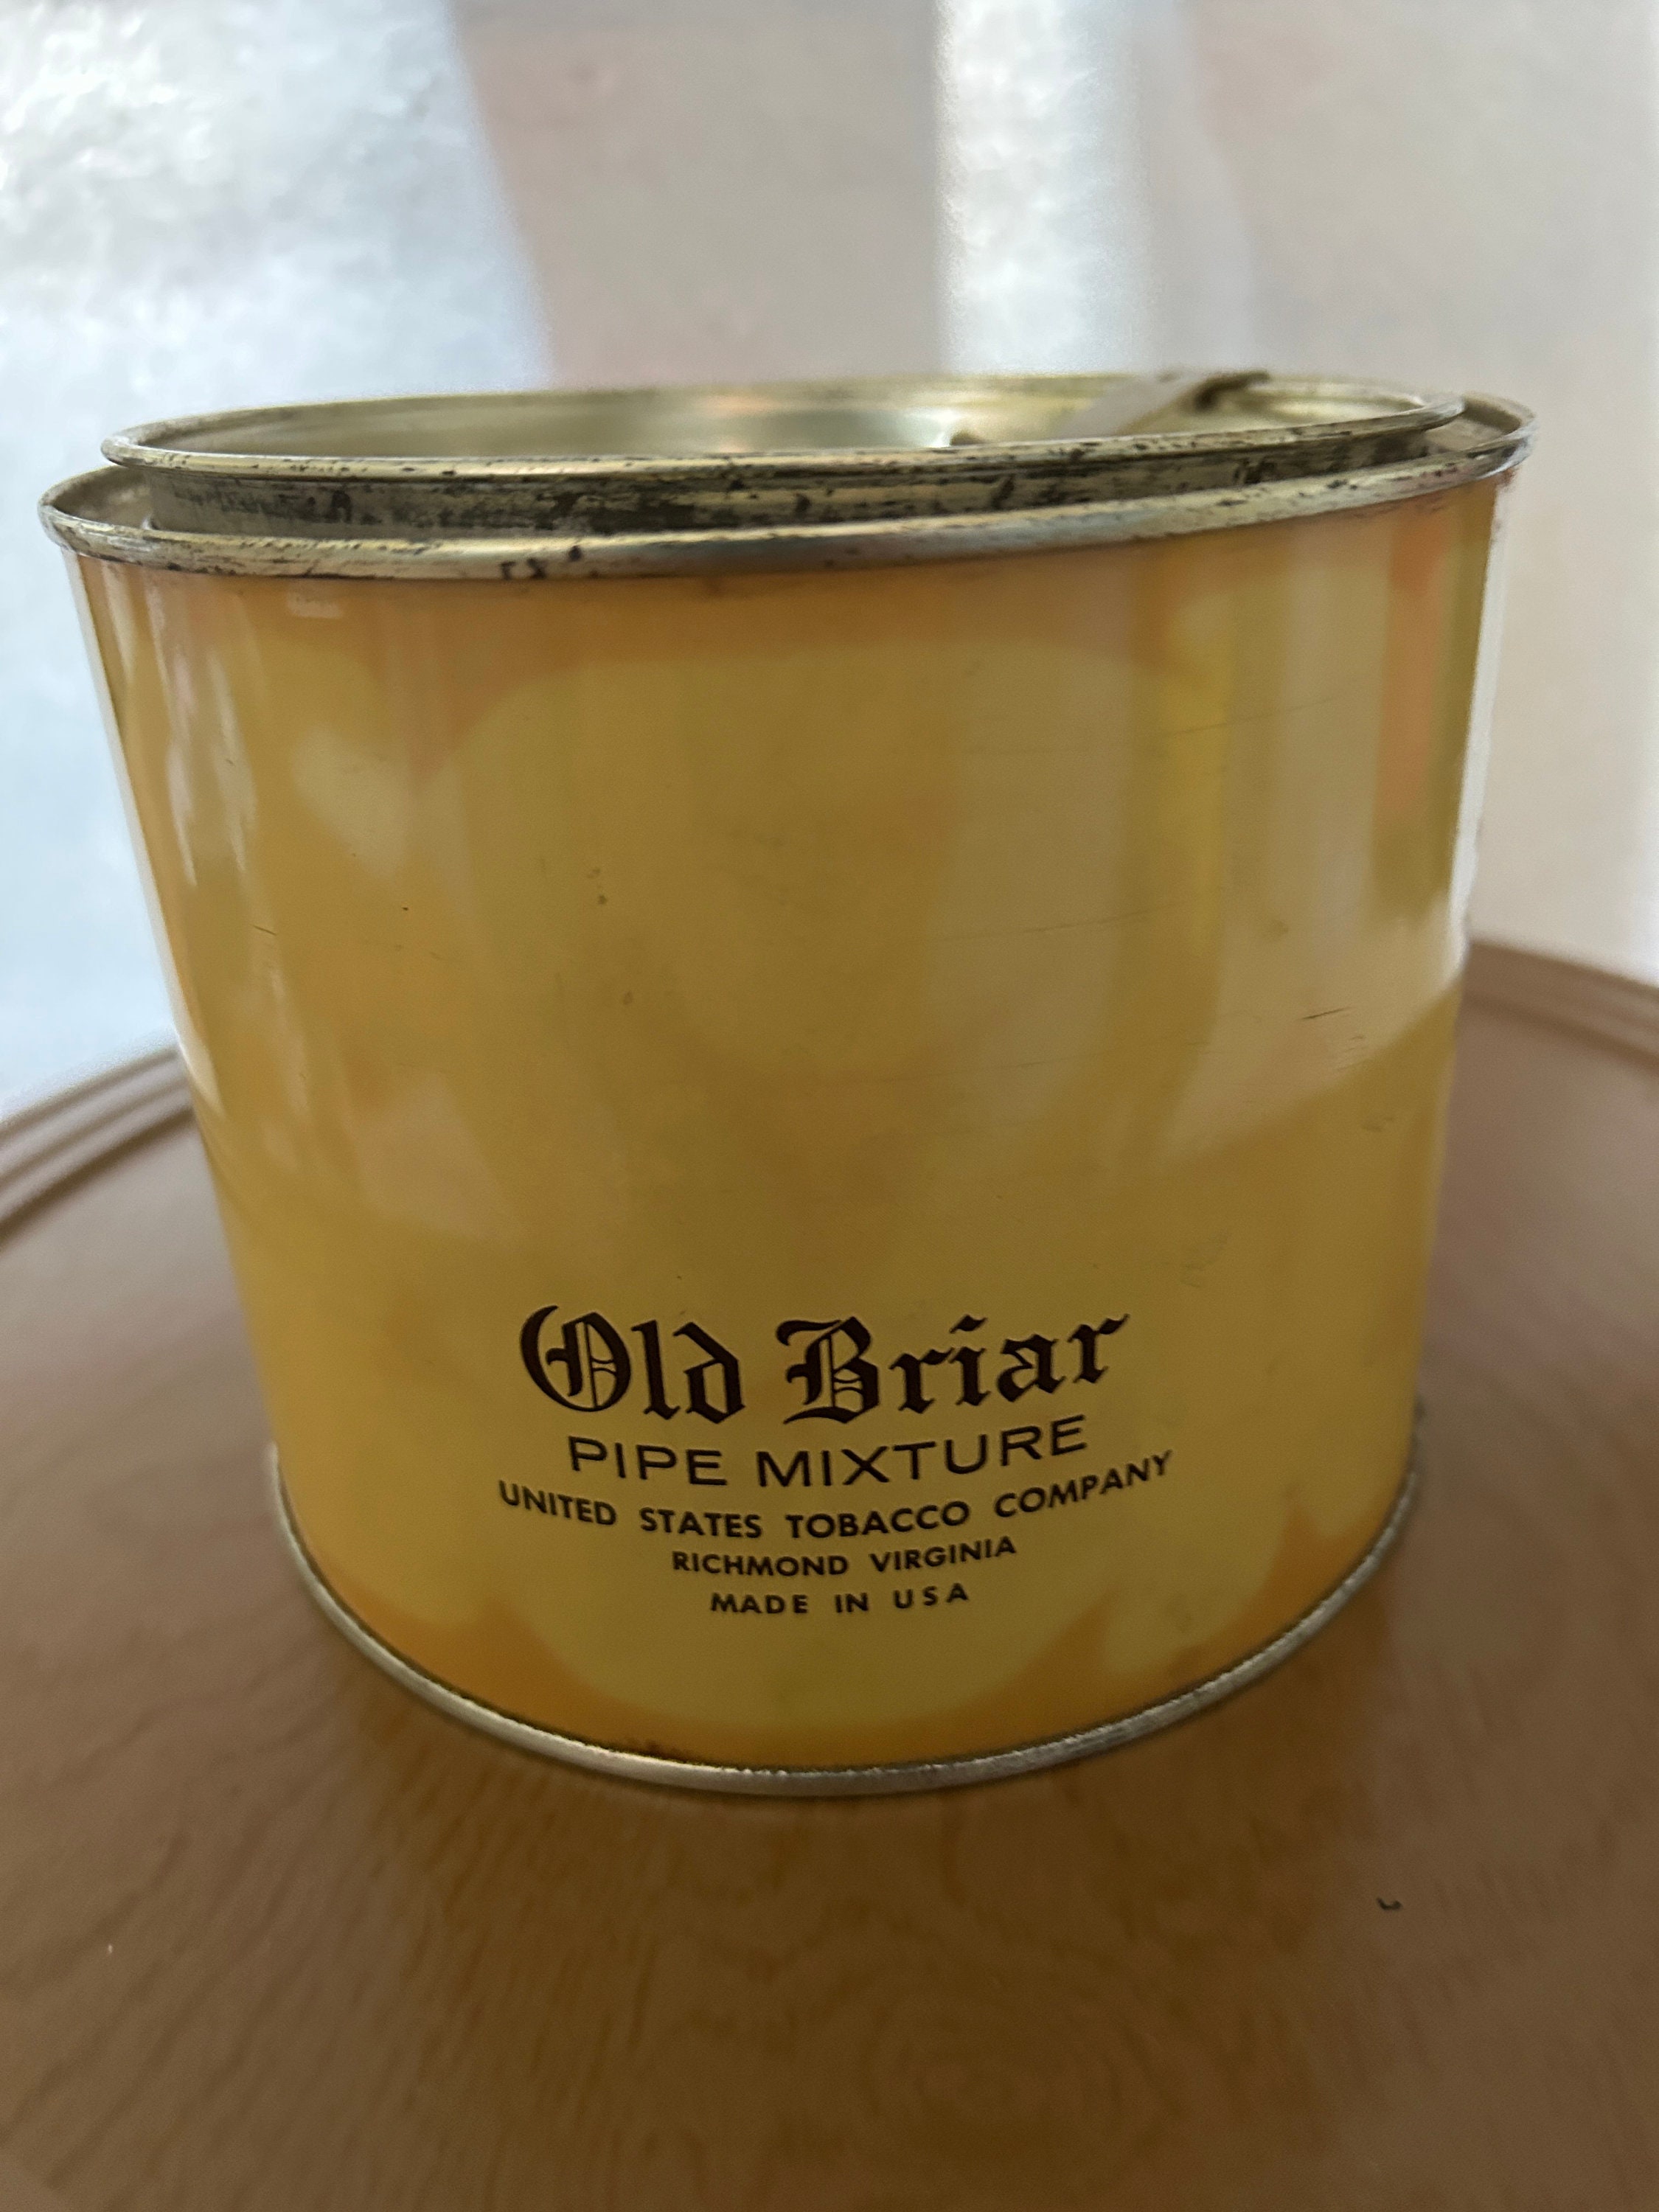 Old Briar
PIPE MIXTURE
UNITED STATES TOBACCO COMPANY
RICHMOND VIRGINIA
MADE IN USA